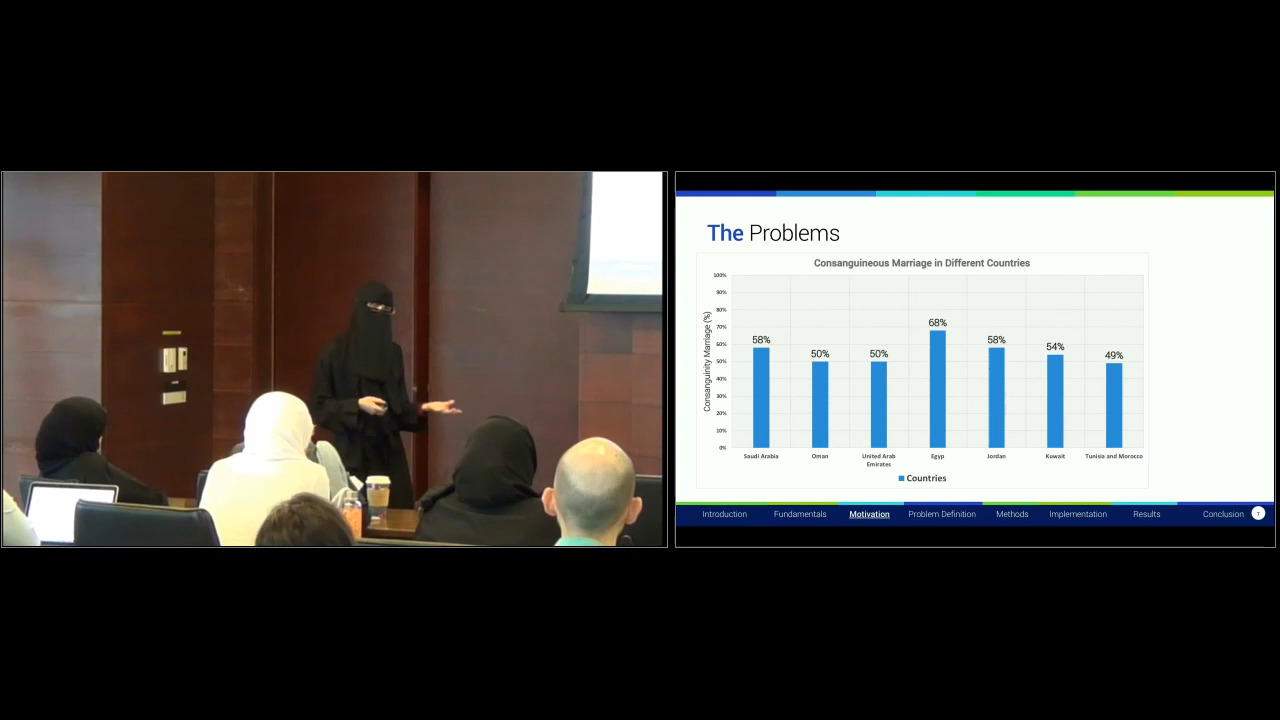 The Problems
Consanguineous Marriage in Different Countries
Consanguinity Marriage (%)
100%
90%
80%
70%
60%
50%
40%
30%
20%
10%
0%
58%
50%
50%
68%
58%
54%
49%
Saudi Arabia
Oman
United Arab
Emirates
Egyp
Jordan
Kuwait
Tunisia and Morocco
Countries
Introduction Fundamentals Motivation Problem Definition Methods Implementation Results Conclusion 7